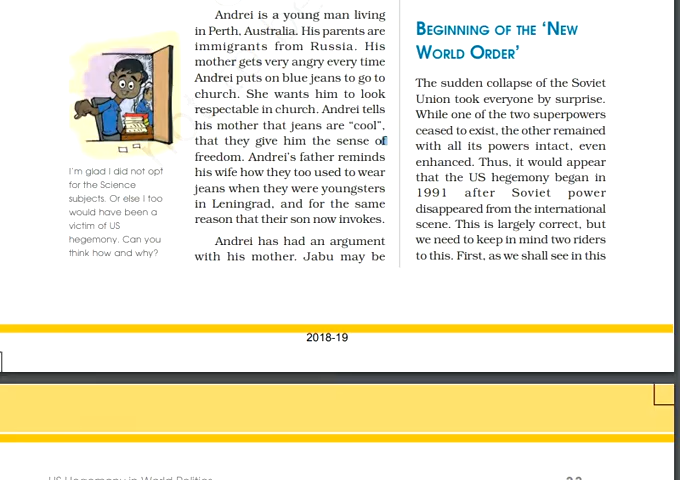 Andrei is a young man living
in Perth, Australia. His parents are
immigrants from Russia. His
mother gets very angry every time
Andrei puts on blue jeans to go to
church. She wants him to look
respectable in church. Andrei tells
his mother that jeans are “cool”,
that they give him the sense of
freedom. Andrei’s father reminds
his wife how they too used to wear
jeans when they were youngsters
in Leningrad, and for the same
reason that their son now invokes.
Andrei has had an argument
with his mother. Jabu may be
I’m glad I did not opt
for the Science
subjects. Or else I too
would have been a
victim of US
hegemony. Can you
think how and why?
BEGINNING OF THE ‘NEW
WORLD ORDER’
The sudden collapse of the Soviet
Union took everyone by surprise.
While one of the two superpowers
ceased to exist, the other remained
with all its powers intact, even
enhanced. Thus, it would appear
that the US hegemony began in
1991 after Soviet power
disappeared from the international
scene. This is largely correct, but
we need to keep in mind two riders
to this. First, as we shall see in this
2018-19
US Hegemony in World Politics